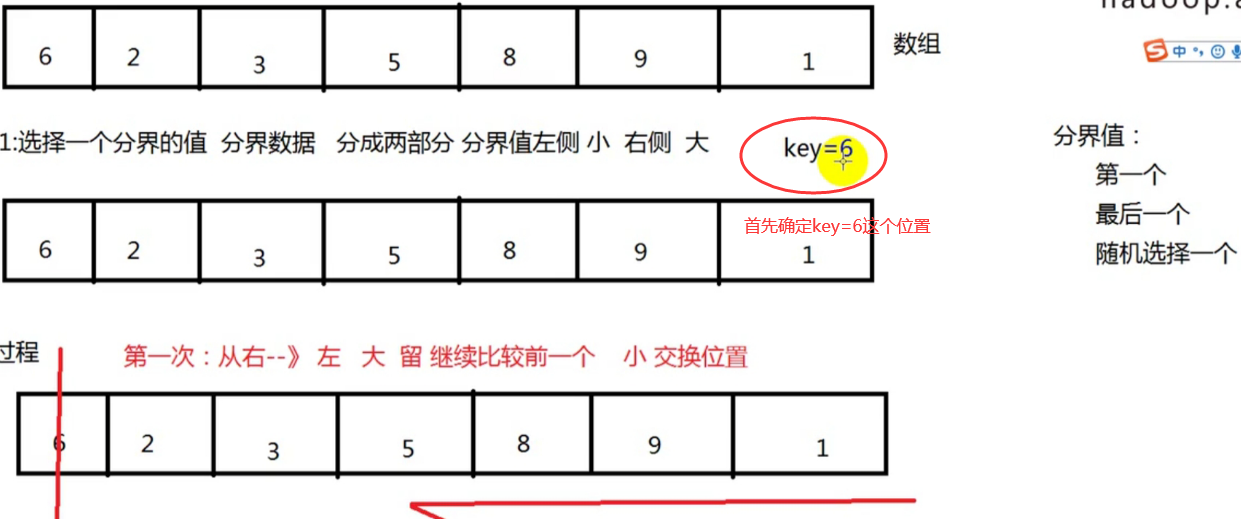 hadoop.a
6 2 3 5 8 9 1 数组
中
1:选择一个分界的值 分界数据 分成两部分 分界值左侧 小 右侧 大 key=6
分界值：
第一个
最后一个
随机选择一个
首先确定key=6这个位置
6 2 3 5 8 9 1
过程 第一次：从右--》 左 大 留 继续比较前一个 小 交换位置
6 2 3 5 8 9 1